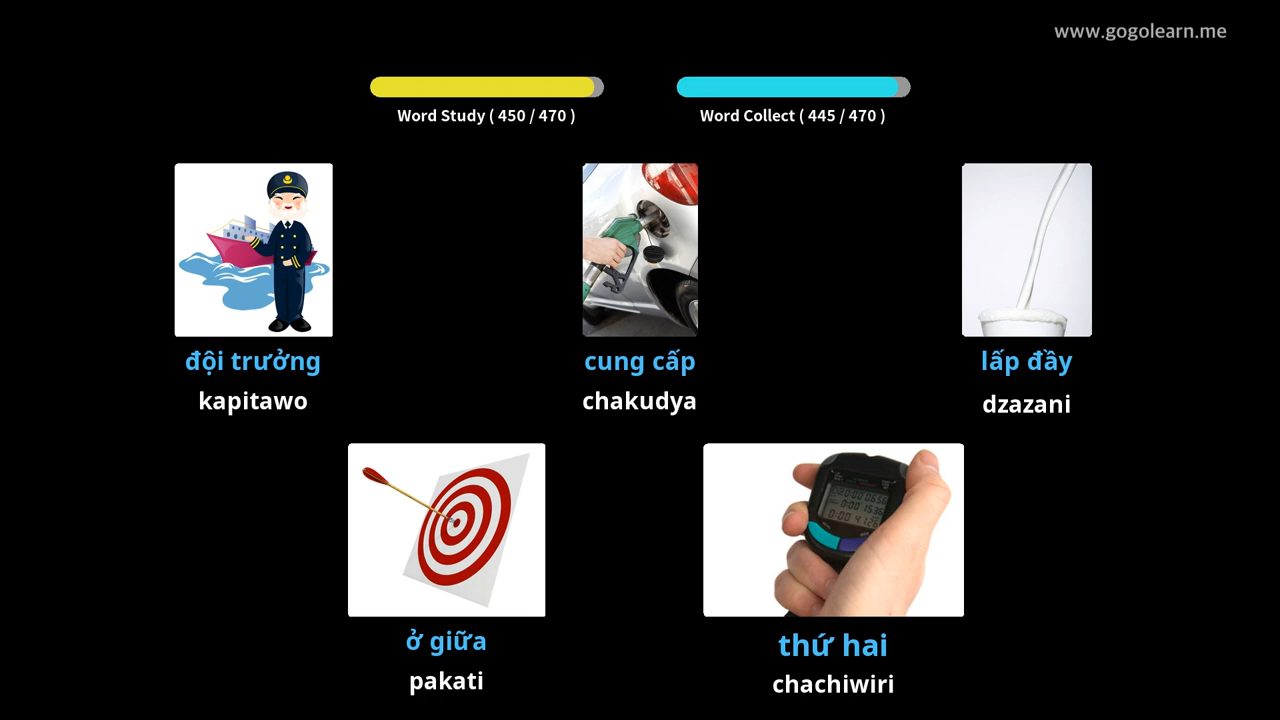 www.gogolearn.me
Word Study ( 450 / 470 )
Word Collect ( 445 / 470 )
đội trưởng
kapitawo
cung cấp
chakudya
lấp đầy
dzazani
ở giữa
pakati
thứ hai
chachiwiri